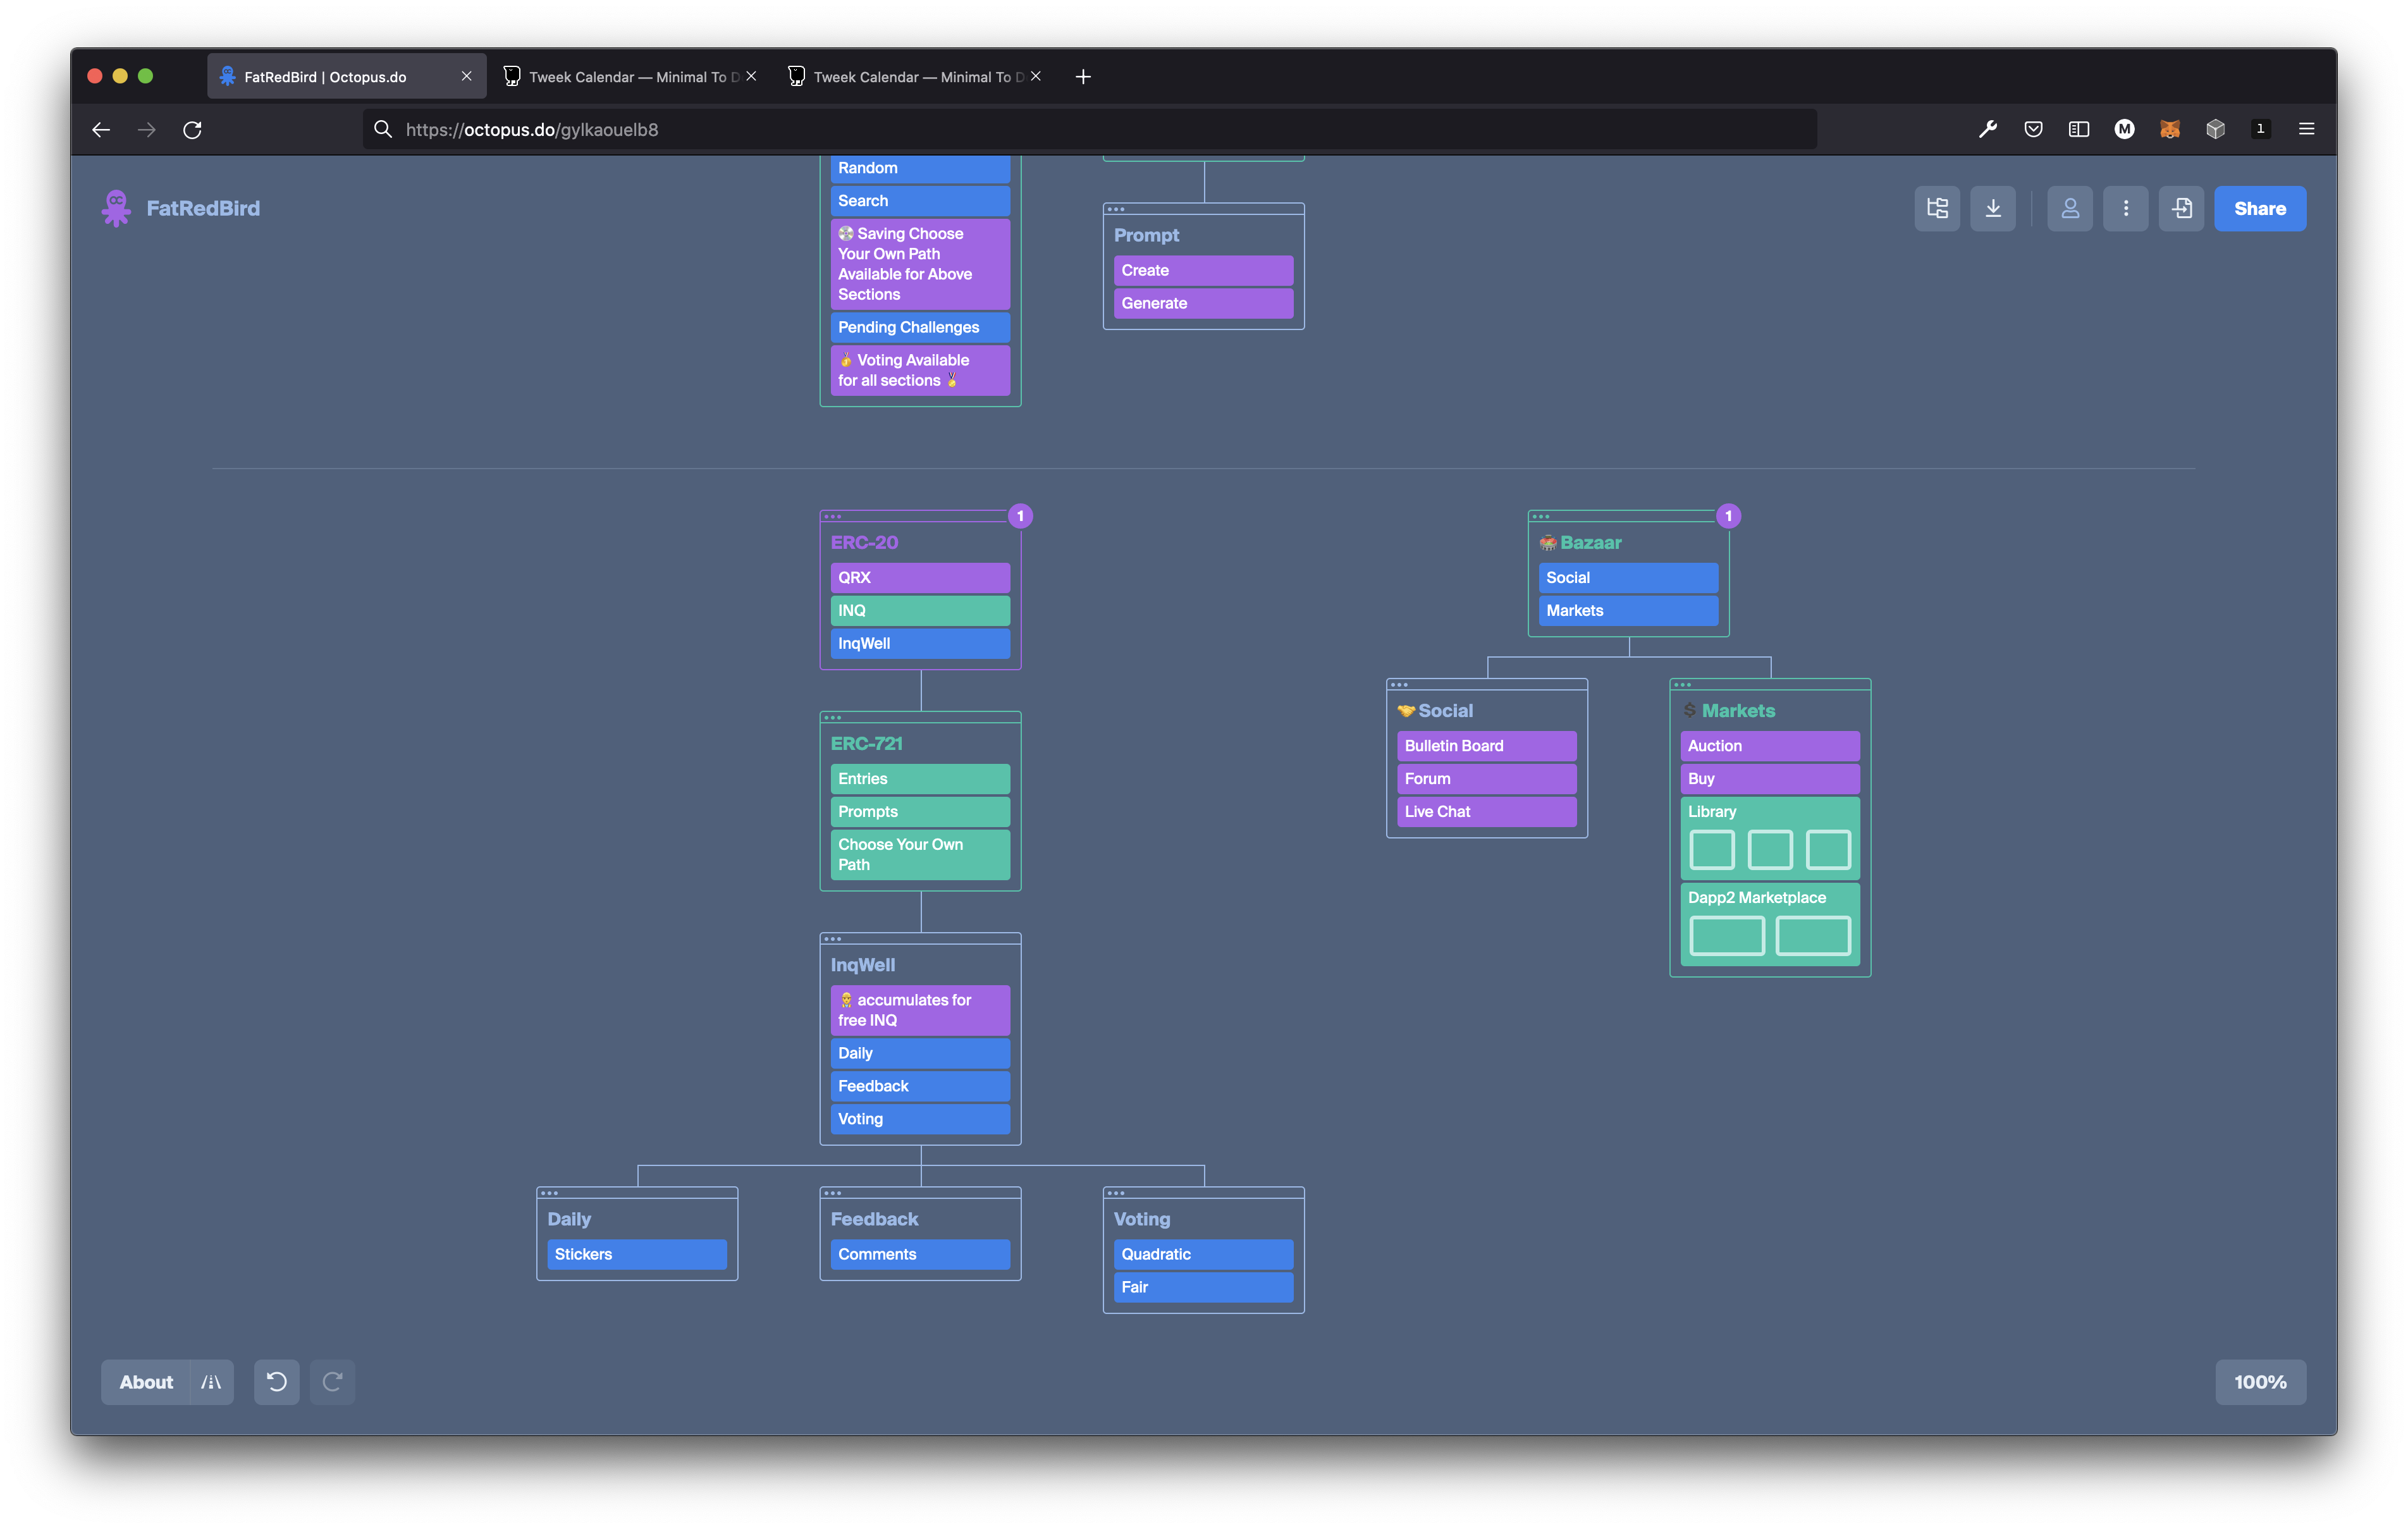 FatRedBird | Octopus.do
Tweek Calendar — Minimal To D
Tweek Calendar — Minimal To D
https://octopus.do/gylkaouelb8
M
1
FatRedBird
Share
Random
Search
💿 Saving Choose
Your Own Path
Available for Above
Sections
Pending Challenges
🥇 Voting Available
for all sections 🏅
Prompt
Create
Generate
1
ERC-20
QRX
INQ
InqWell
ERC-721
Entries
Prompts
Choose Your Own
Path
InqWell
accumulates for
free INQ
Daily
Feedback
Voting
Daily
Stickers
Feedback
Comments
Voting
Quadratic
Fair
1
Bazaar
Social
Markets
🤝 Social
Bulletin Board
Forum
Live Chat
$ Markets
Auction
Buy
Library
Dapp2 Marketplace
About
100%